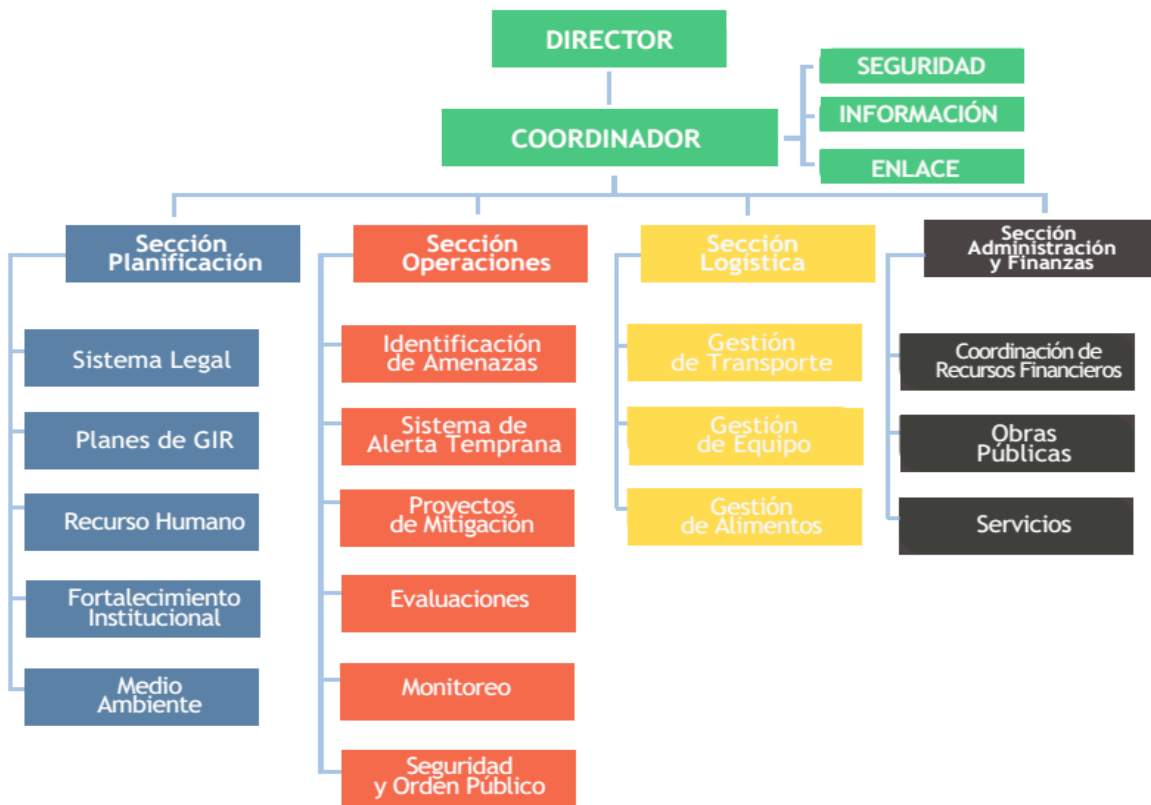 DIRECTOR
COORDINADOR
SEGURIDAD
INFORMACIÓN
ENLACE
Sección
Planificación
Sistema Legal
Planes de GIR
Recurso Humano
Fortalecimiento
Institucional
Medio
Ambiente
Sección
Operaciones
Identificación
de Amenazas
Sistema de
Alerta Temprana
Proyectos
de Mitigación
Evaluaciones
Monitoreo
Seguridad
y Orden Público
Sección
Logística
Gestión
de Transporte
Gestión
de Equipo
Gestión
de Alimentos
Sección
Administración
y Finanzas
Coordinación de
Recursos Financieros
Obras
Públicas
Servicios